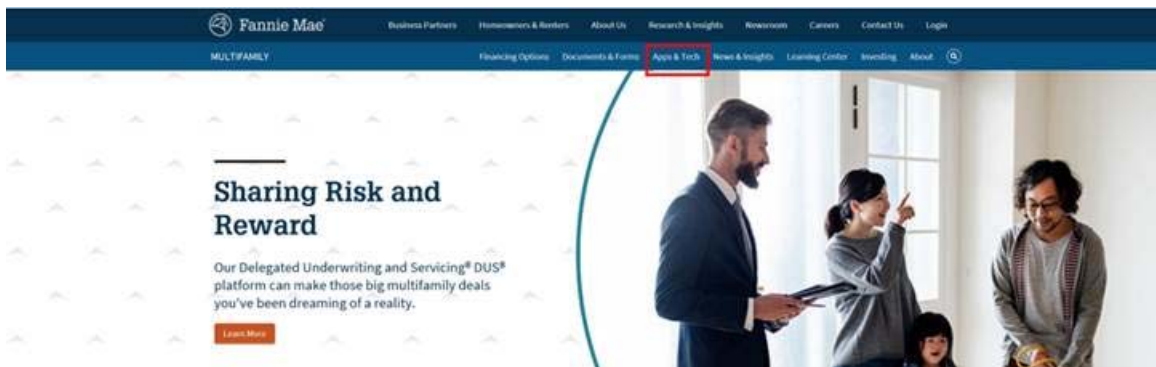 Fannie Mae
Business Partners Homeowners & Renters About Us Research & Insights Newsroom Careers Contact Us Login
MULTIFAMILY
Financing Options Documents & Forms Apps & Tech News & Insights Learning Center Investing About
Sharing Risk and
Reward
Our Delegated Underwriting and Servicing® DUS®
platform can make those big multifamily deals
you've been dreaming of a reality.
Learn More